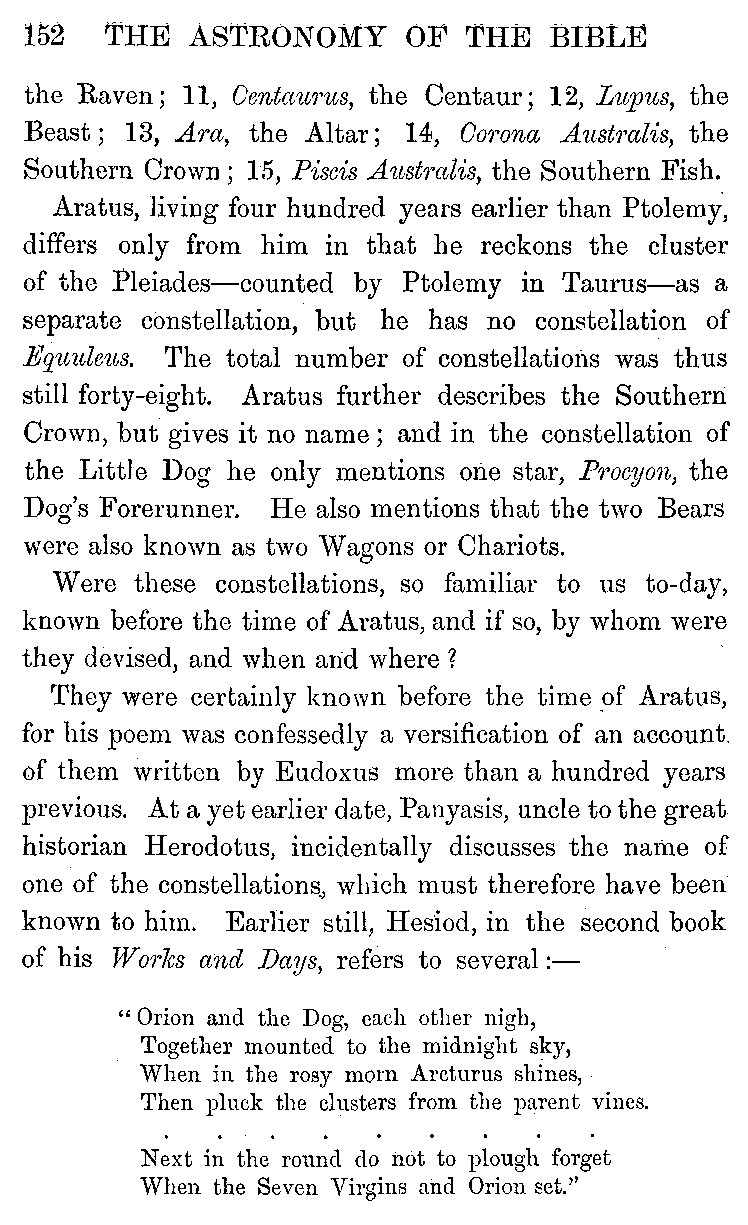 152 THE ASTRONOMY OF THE BIBLE
the Raven; 11, Centaurus, the Centaur; 12, Lupus, the
Beast; 13, Ara, the Altar; 14, Corona Australis, the
Southern Crown; 15, Piscis Australis, the Southern Fish.
Aratus, living four hundred years earlier than Ptolemy,
differs only from him in that he reckons the cluster
of the Pleiades—counted by Ptolemy in Taurus—as a
separate constellation, but he has no constellation of
Equuleus. The total number of constellations was thus
still forty-eight. Aratus further describes the Southern
Crown, but gives it no name; and in the constellation of
the Little Dog he only mentions one star, Procyon, the
Dog's Forerunner. He also mentions that the two Bears
were also known as two Wagons or Chariots.
Were these constellations, so familiar to us to-day,
known before the time of Aratus, and if so, by whom were
they devised, and when and where?
They were certainly known before the time of Aratus,
for his poem was confessedly a versification of an account
of them written by Eudoxus more than a hundred years
previous. At a yet earlier date, Panyasis, uncle to the great
historian Herodotus, incidentally discusses the name of
one of the constellations, which must therefore have been
known to him. Earlier still, Hesiod, in the second book
of his Works and Days, refers to several:—
"Orion and the Dog, each other nigh,
Together mounted to the midnight sky,
When in the rosy morn Arcturus shines,
Then pluck the clusters from the parent vines.
. . . . . . . . .
Next in the round do not to plough forget
When the Seven Virgins and Orion set."